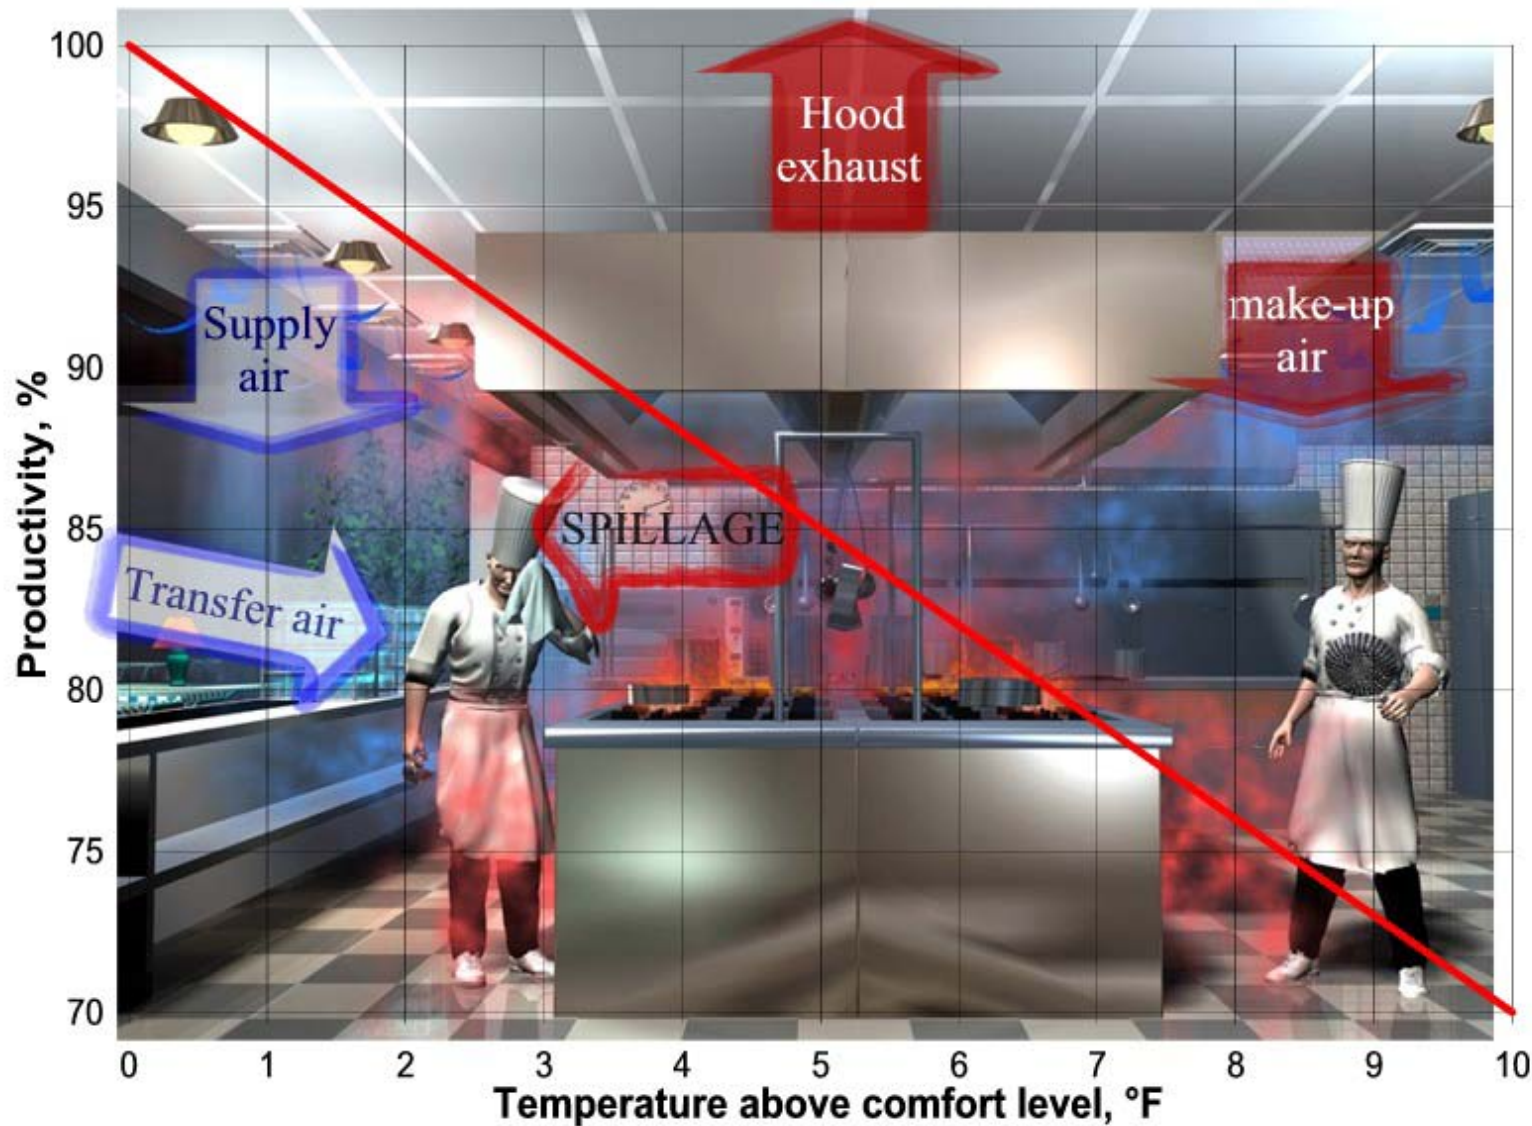 Hood
exhaust
Supply
air
make-up
air
SPILLAGE
Transfer air
Productivity, %
100
95
90
85
80
75
70
0 1 2 3 4 5 6 7 8 9 10
Temperature above comfort level, °F